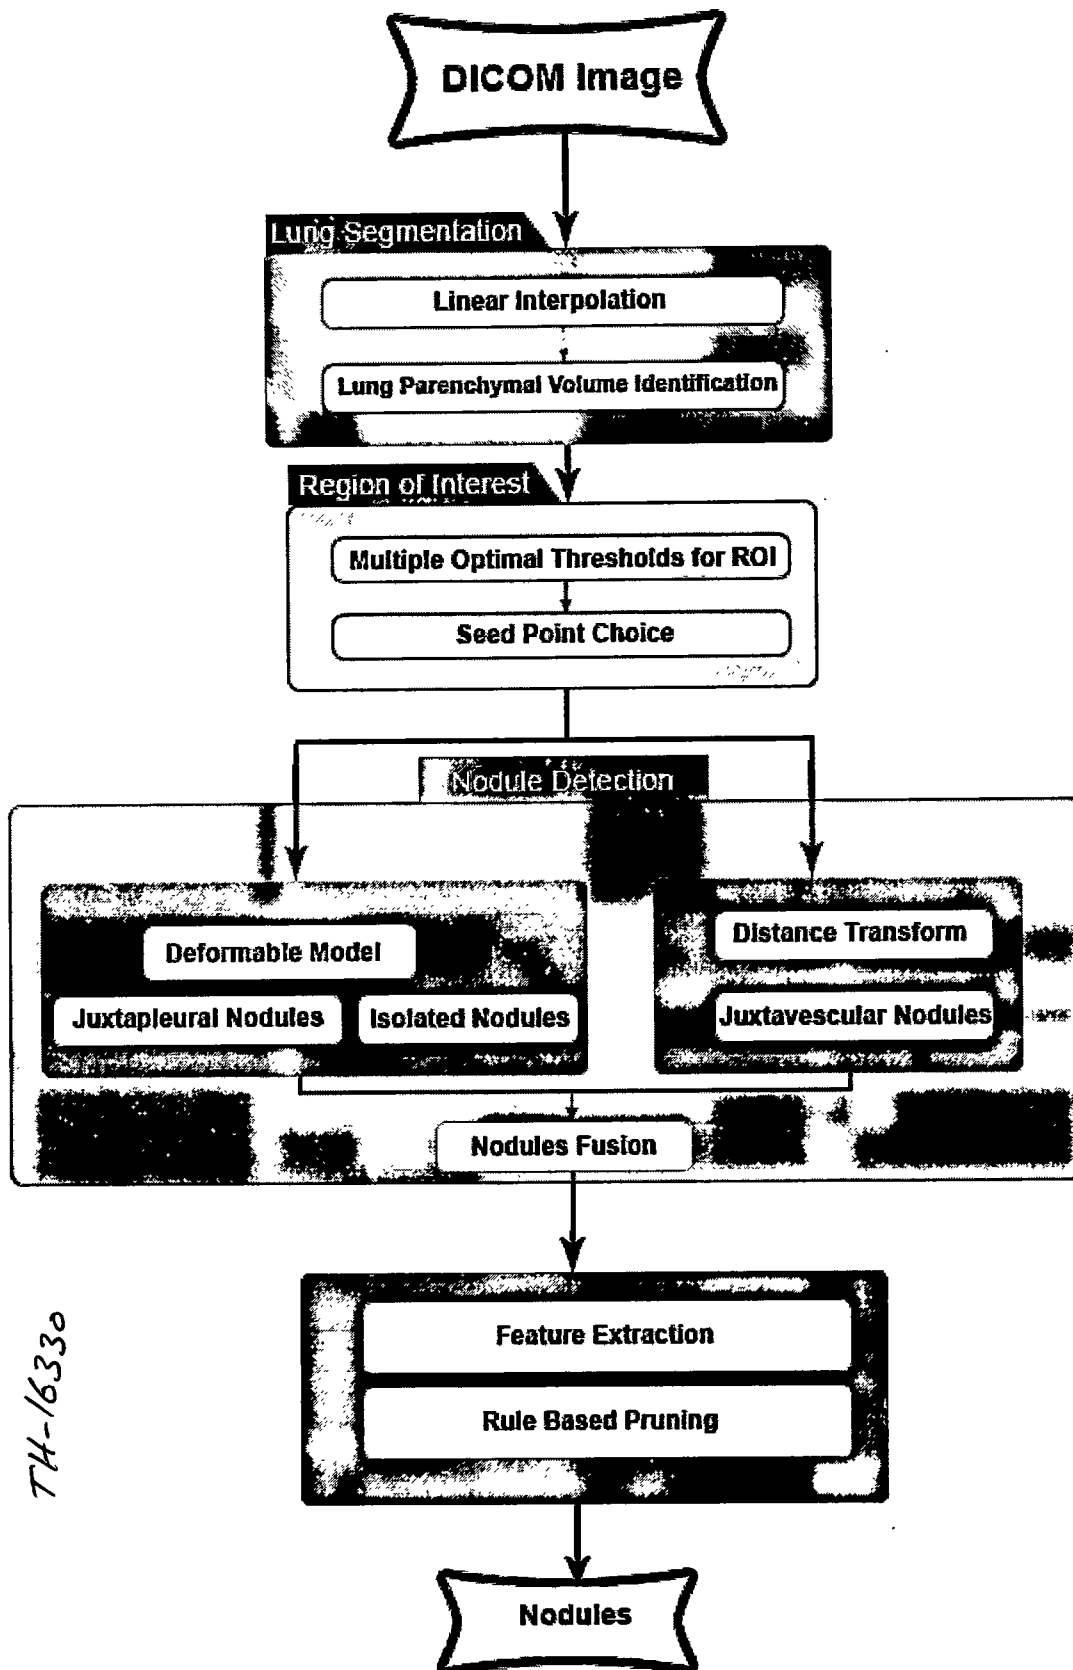 DICOM Image
Lung Segmentation
Linear Interpolation
Lung Parenchymal Volume Identification
Region of Interest
Multiple Optimal Thresholds for ROI
Seed Point Choice
Nodule Detection
Deformable Model
Distance Transform
Juxtapleural Nodules
Isolated Nodules
Juxtavescular Nodules
Nodules Fusion
Feature Extraction
Rule Based Pruning
Nodules
TH-16330